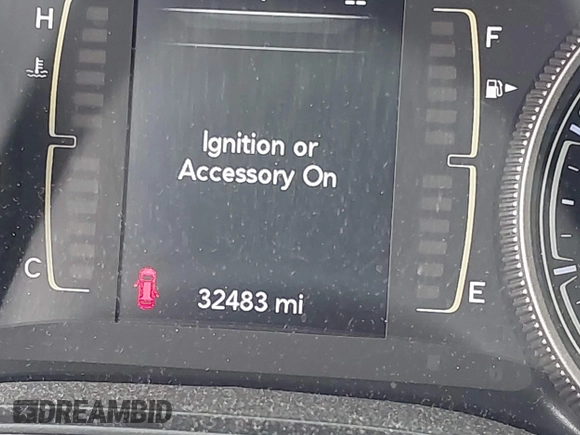 H
F
Ignition or
Accessory On
C
E
32483 mi
DREAMBID